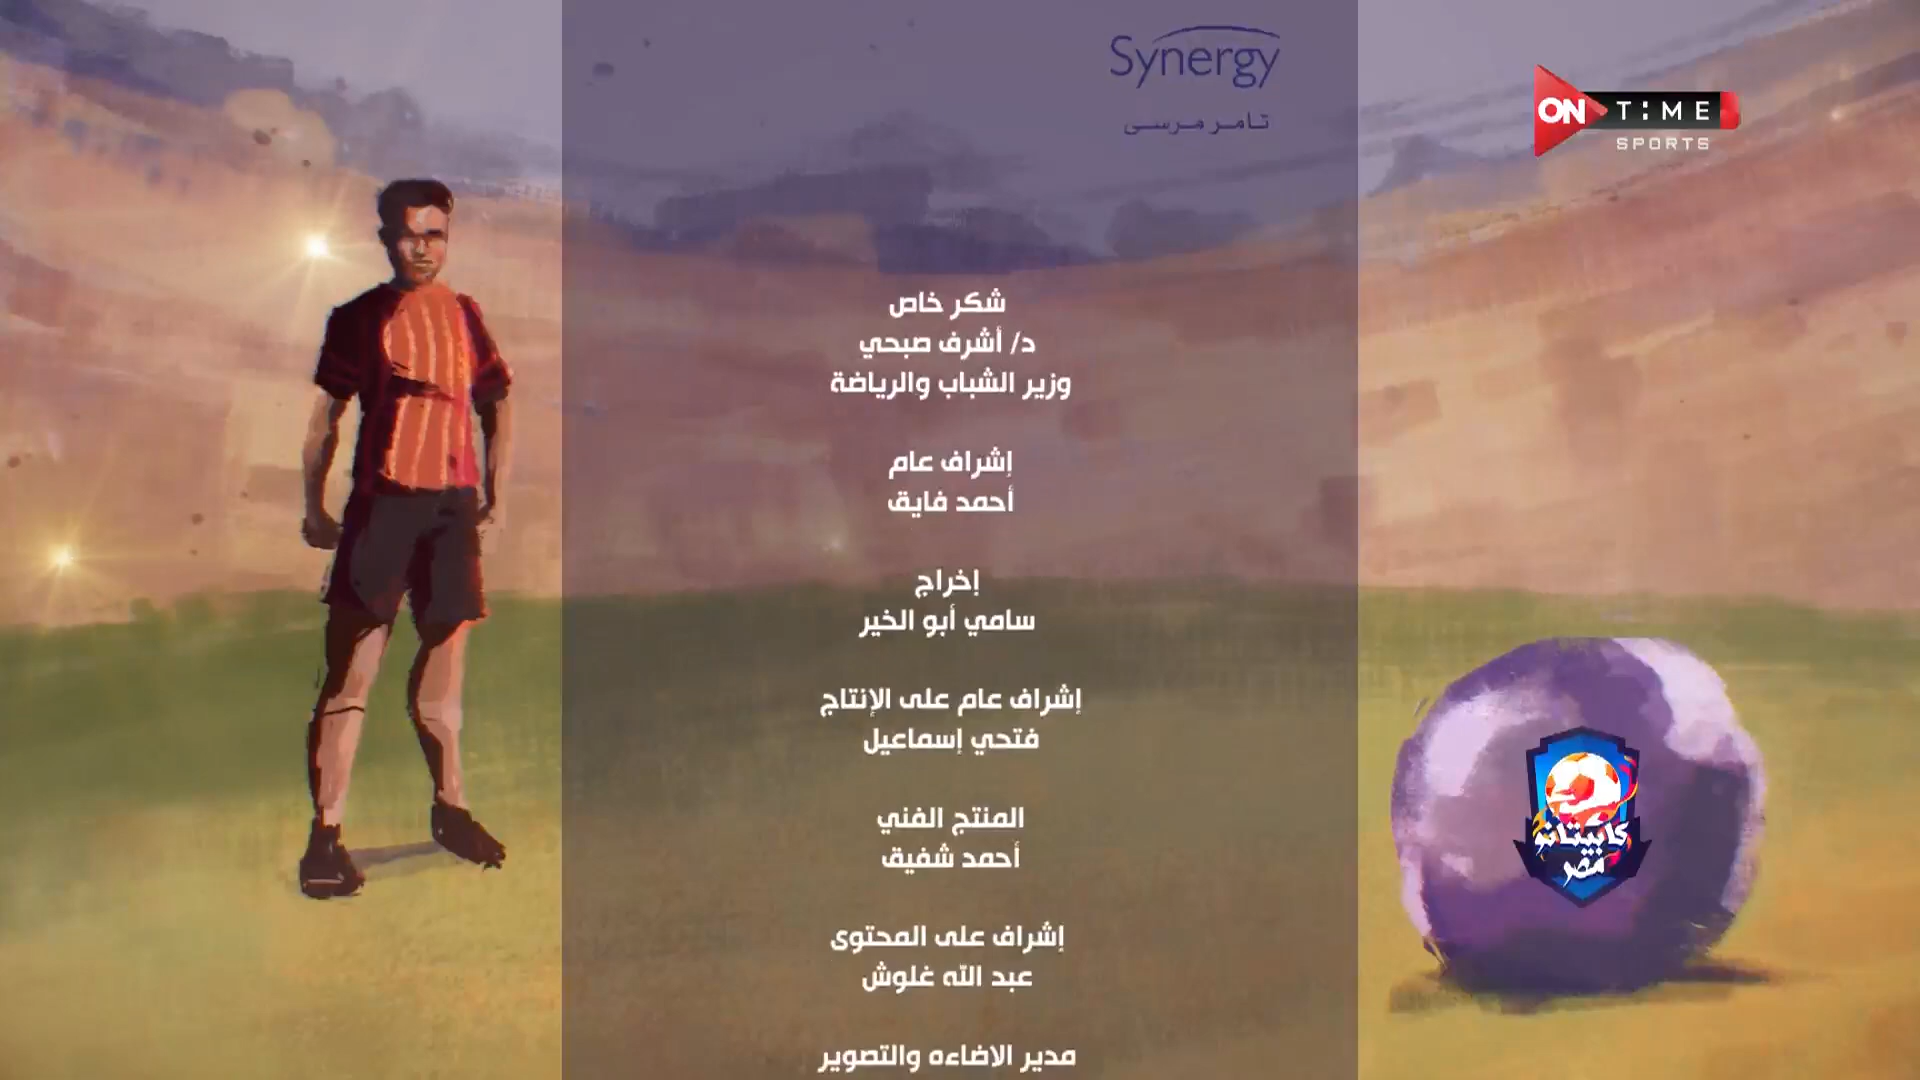 Synergy
تامر مرسى
ON TIME
SPORTS
شكر خاص
د/ أشرف صبحي
وزير الشباب والرياضة
إشراف عام
أحمد فايق
إخراج
سامي أبو الخير
إشراف عام على الإنتاج
فتحي إسماعيل
المنتج الفني
أحمد شفيق
إشراف على المحتوى
عبد الله غلوش
مدير الاضاءه والتصوير
كابيتانو
مصر